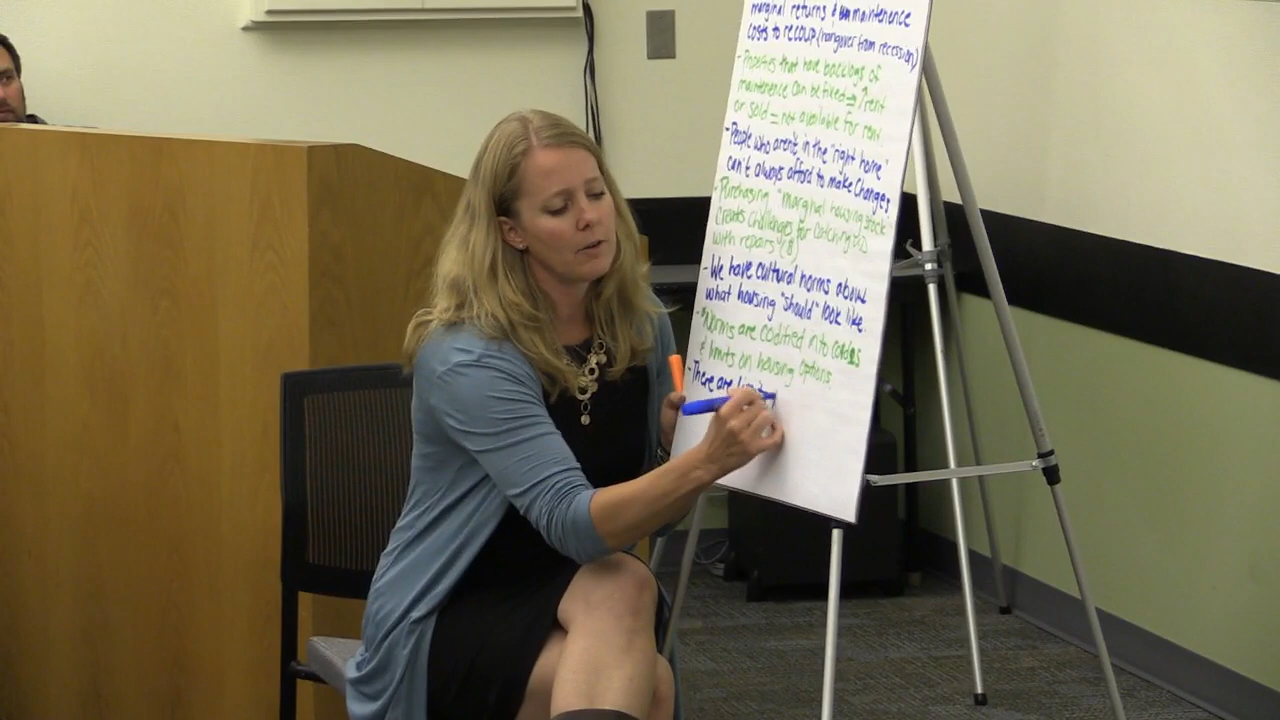 marginal returns & maintenence
costs to recoup (hangover from recession)
- Properties that have backlogs of
maintenence can be fixed = ↑rent
or sold = not available for rent
- People who aren't in the "right home"
can't always afford to make changes.
- Purchasing "marginal housing stock"
creates challenges for catching up
with repairs ($)
- We have cultural norms about
what housing "should" look like.
- Norms are codified into codes
& limits on housing options
- There are